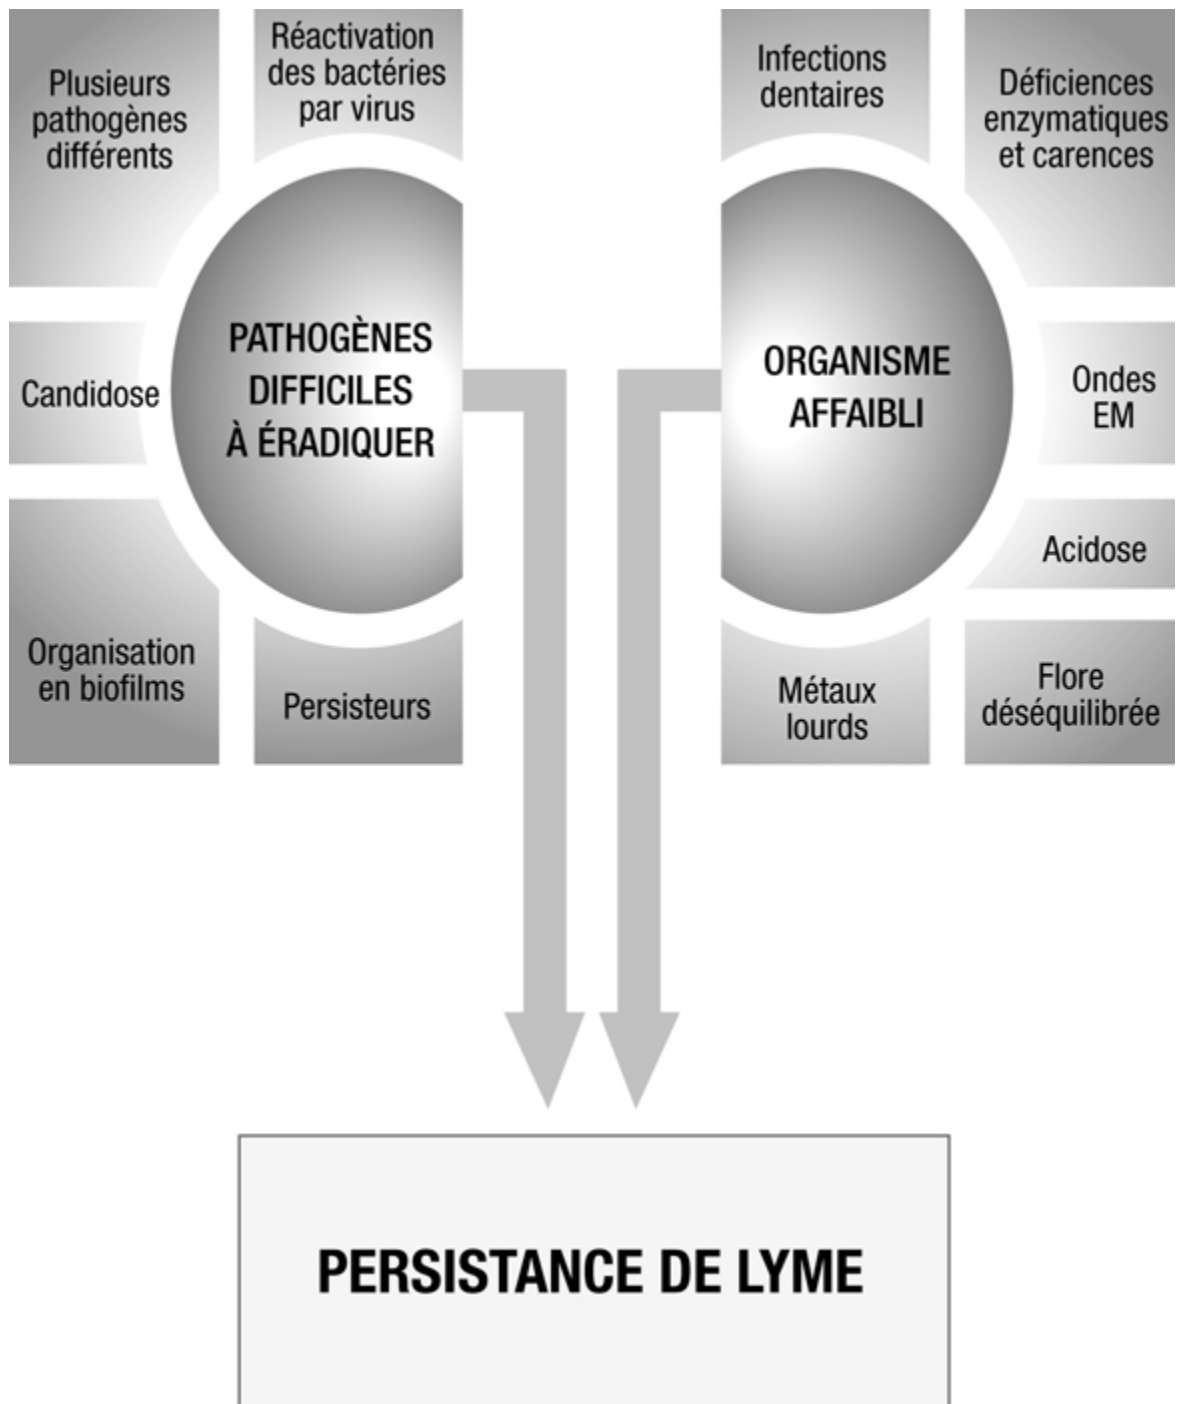 Plusieurs
pathogènes
différents
Réactivation
des bactéries
par virus
Candidose
PATHOGÈNES
DIFFICILES
À ÉRADIQUER
Organisation
en biofilms
Persisteurs
Infections
dentaires
Déficiences
enzymatiques
et carences
ORGANISME
AFFAIBLI
Ondes
EM
Acidose
Métaux
lourds
Flore
déséquilibrée
PERSISTANCE DE LYME